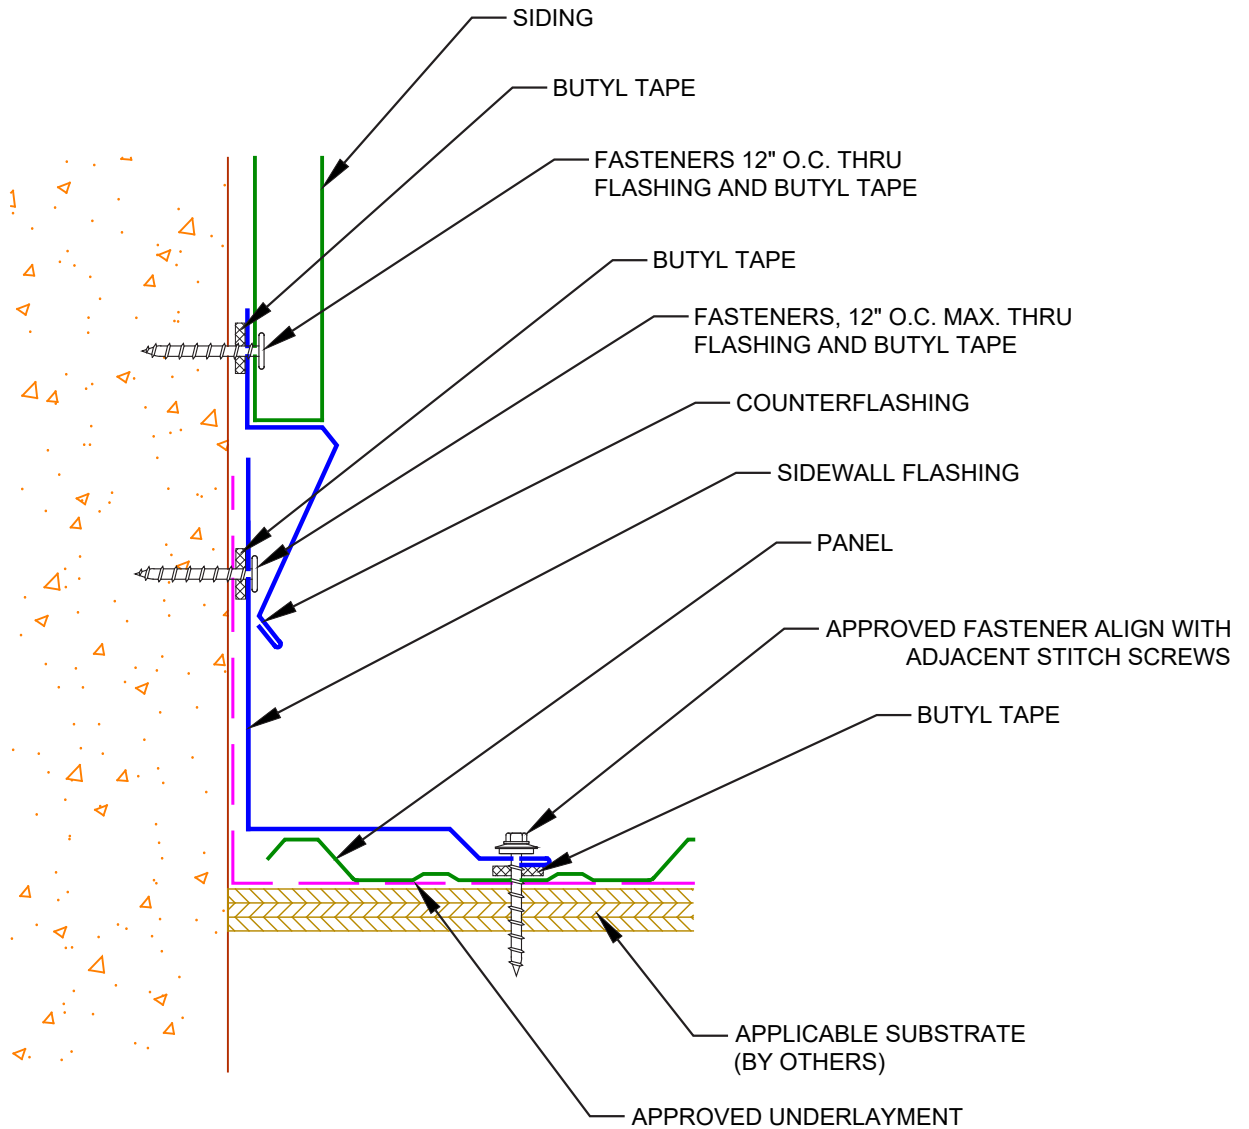 SIDING
BUTYL TAPE
FASTENERS 12" O.C. THRU
FLASHING AND BUTYL TAPE
BUTYL TAPE
FASTENERS, 12" O.C. MAX. THRU
FLASHING AND BUTYL TAPE
COUNTERFLASHING
SIDEWALL FLASHING
PANEL
APPROVED FASTENER ALIGN WITH
ADJACENT STITCH SCREWS
BUTYL TAPE
APPLICABLE SUBSTRATE
(BY OTHERS)
APPROVED UNDERLAYMENT